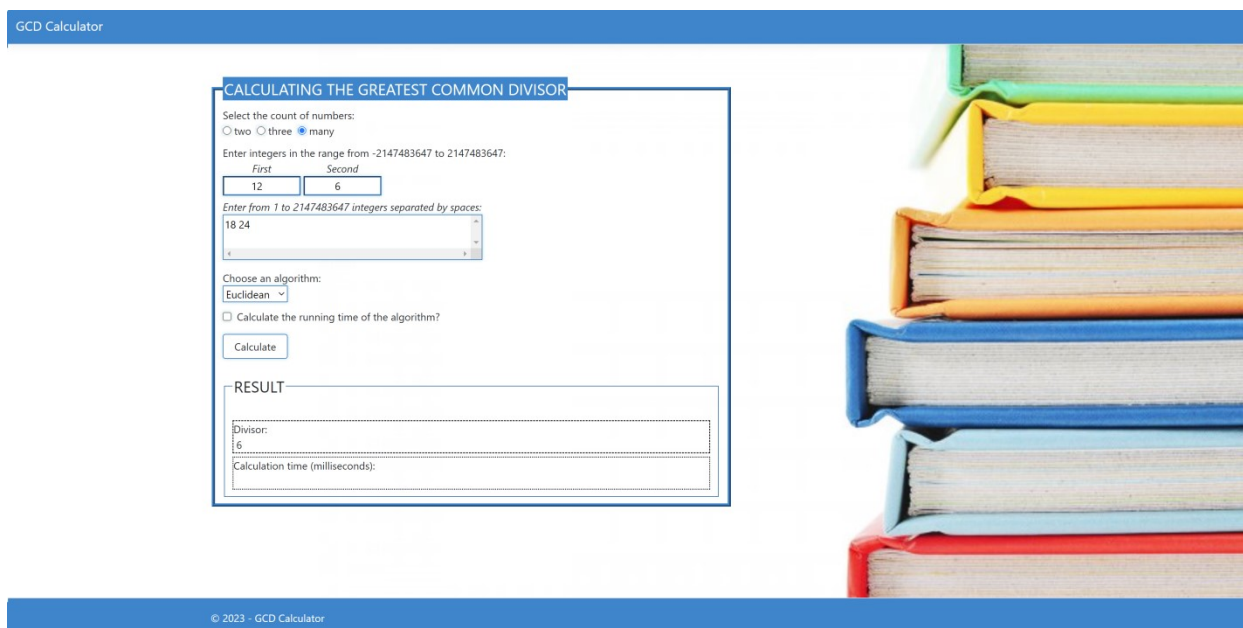 GCD Calculator
CALCULATING THE GREATEST COMMON DIVISOR
Select the count of numbers:
two three many
Enter integers in the range from -2147483647 to 2147483647:
First Second
12 6
Enter from 1 to 2147483647 integers separated by spaces:
18 24
Choose an algorithm:
Euclidean
Calculate the running time of the algorithm?
Calculate
RESULT
Divisor:
6
Calculation time (milliseconds):
© 2023 - GCD Calculator